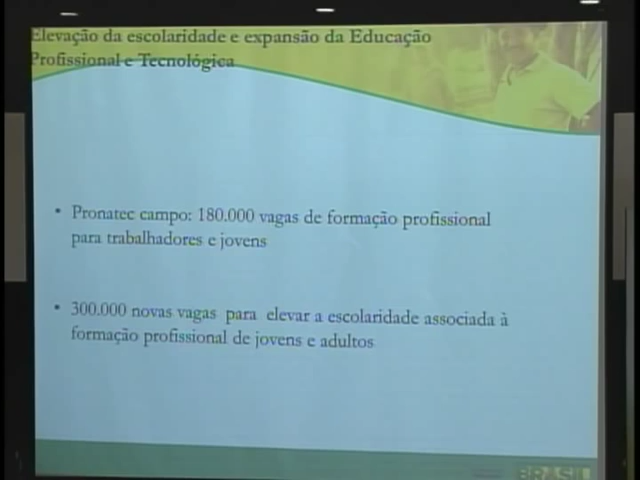 Elevação da escolaridade e expansão da Educação
Profissional e Tecnológica
• Pronatec campo: 180.000 vagas de formação profissional
para trabalhadores e jovens
• 300.000 novas vagas para elevar a escolaridade associada à
formação profissional de jovens e adultos
BRASIL